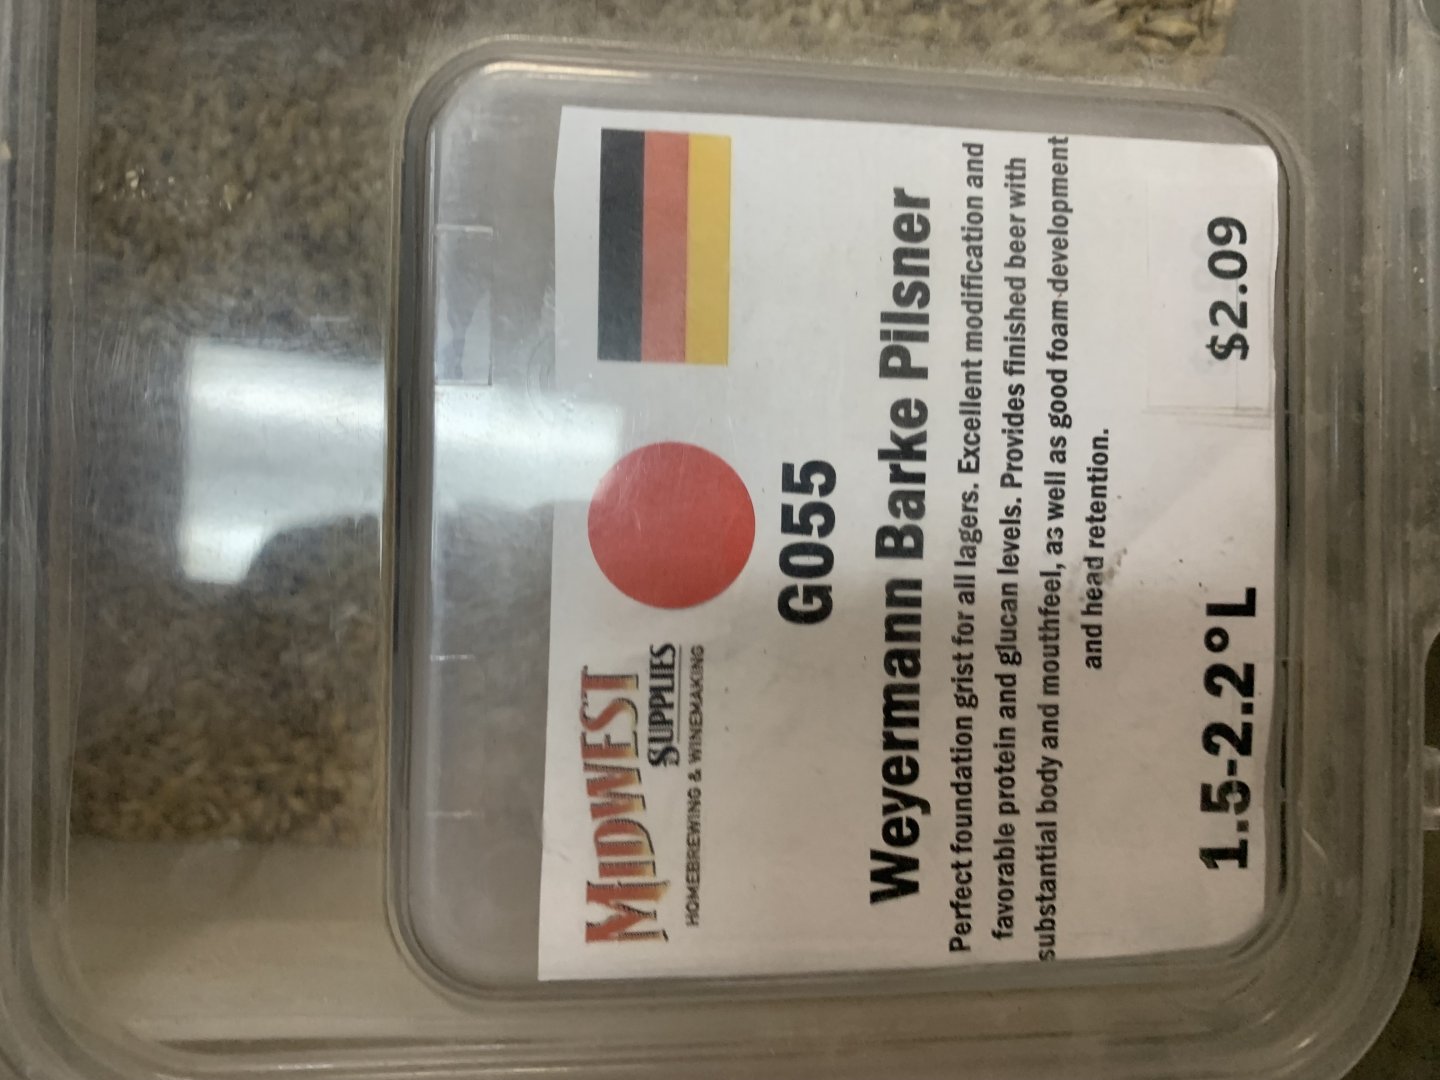 MIDWEST
SUPPLIES
HOMEBREWING & WINEMAKING
G055
Weyermann Barke Pilsner
Perfect foundation grist for all lagers. Excellent modification and
favorable protein and glucan levels. Provides finished beer with
substantial body and mouthfeel, as well as good foam-development
and head retention.
1.5-2.2°L
$2.09